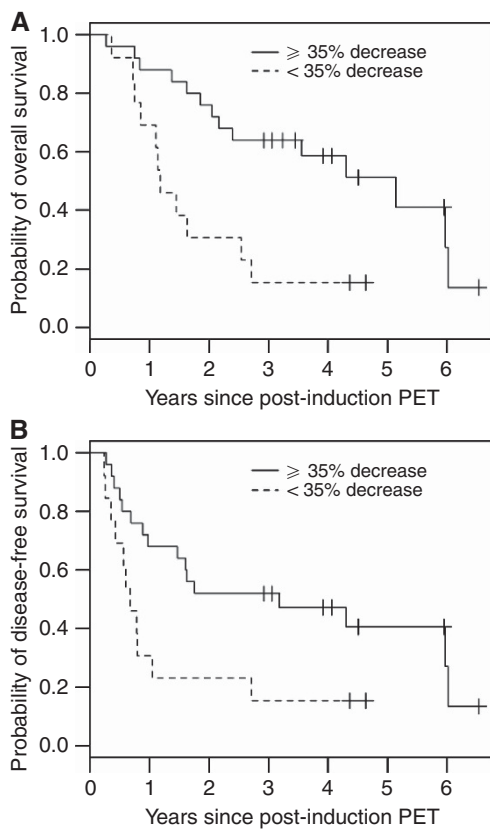 A
Probability of overall survival
1.0
0.8
0.6
0.4
0.2
0.0
≥ 35% decrease
< 35% decrease
0 1 2 3 4 5 6
Years since post-induction PET
B
Probability of disease-free survival
1.0
0.8
0.6
0.4
0.2
0.0
≥ 35% decrease
< 35% decrease
0 1 2 3 4 5 6
Years since post-induction PET